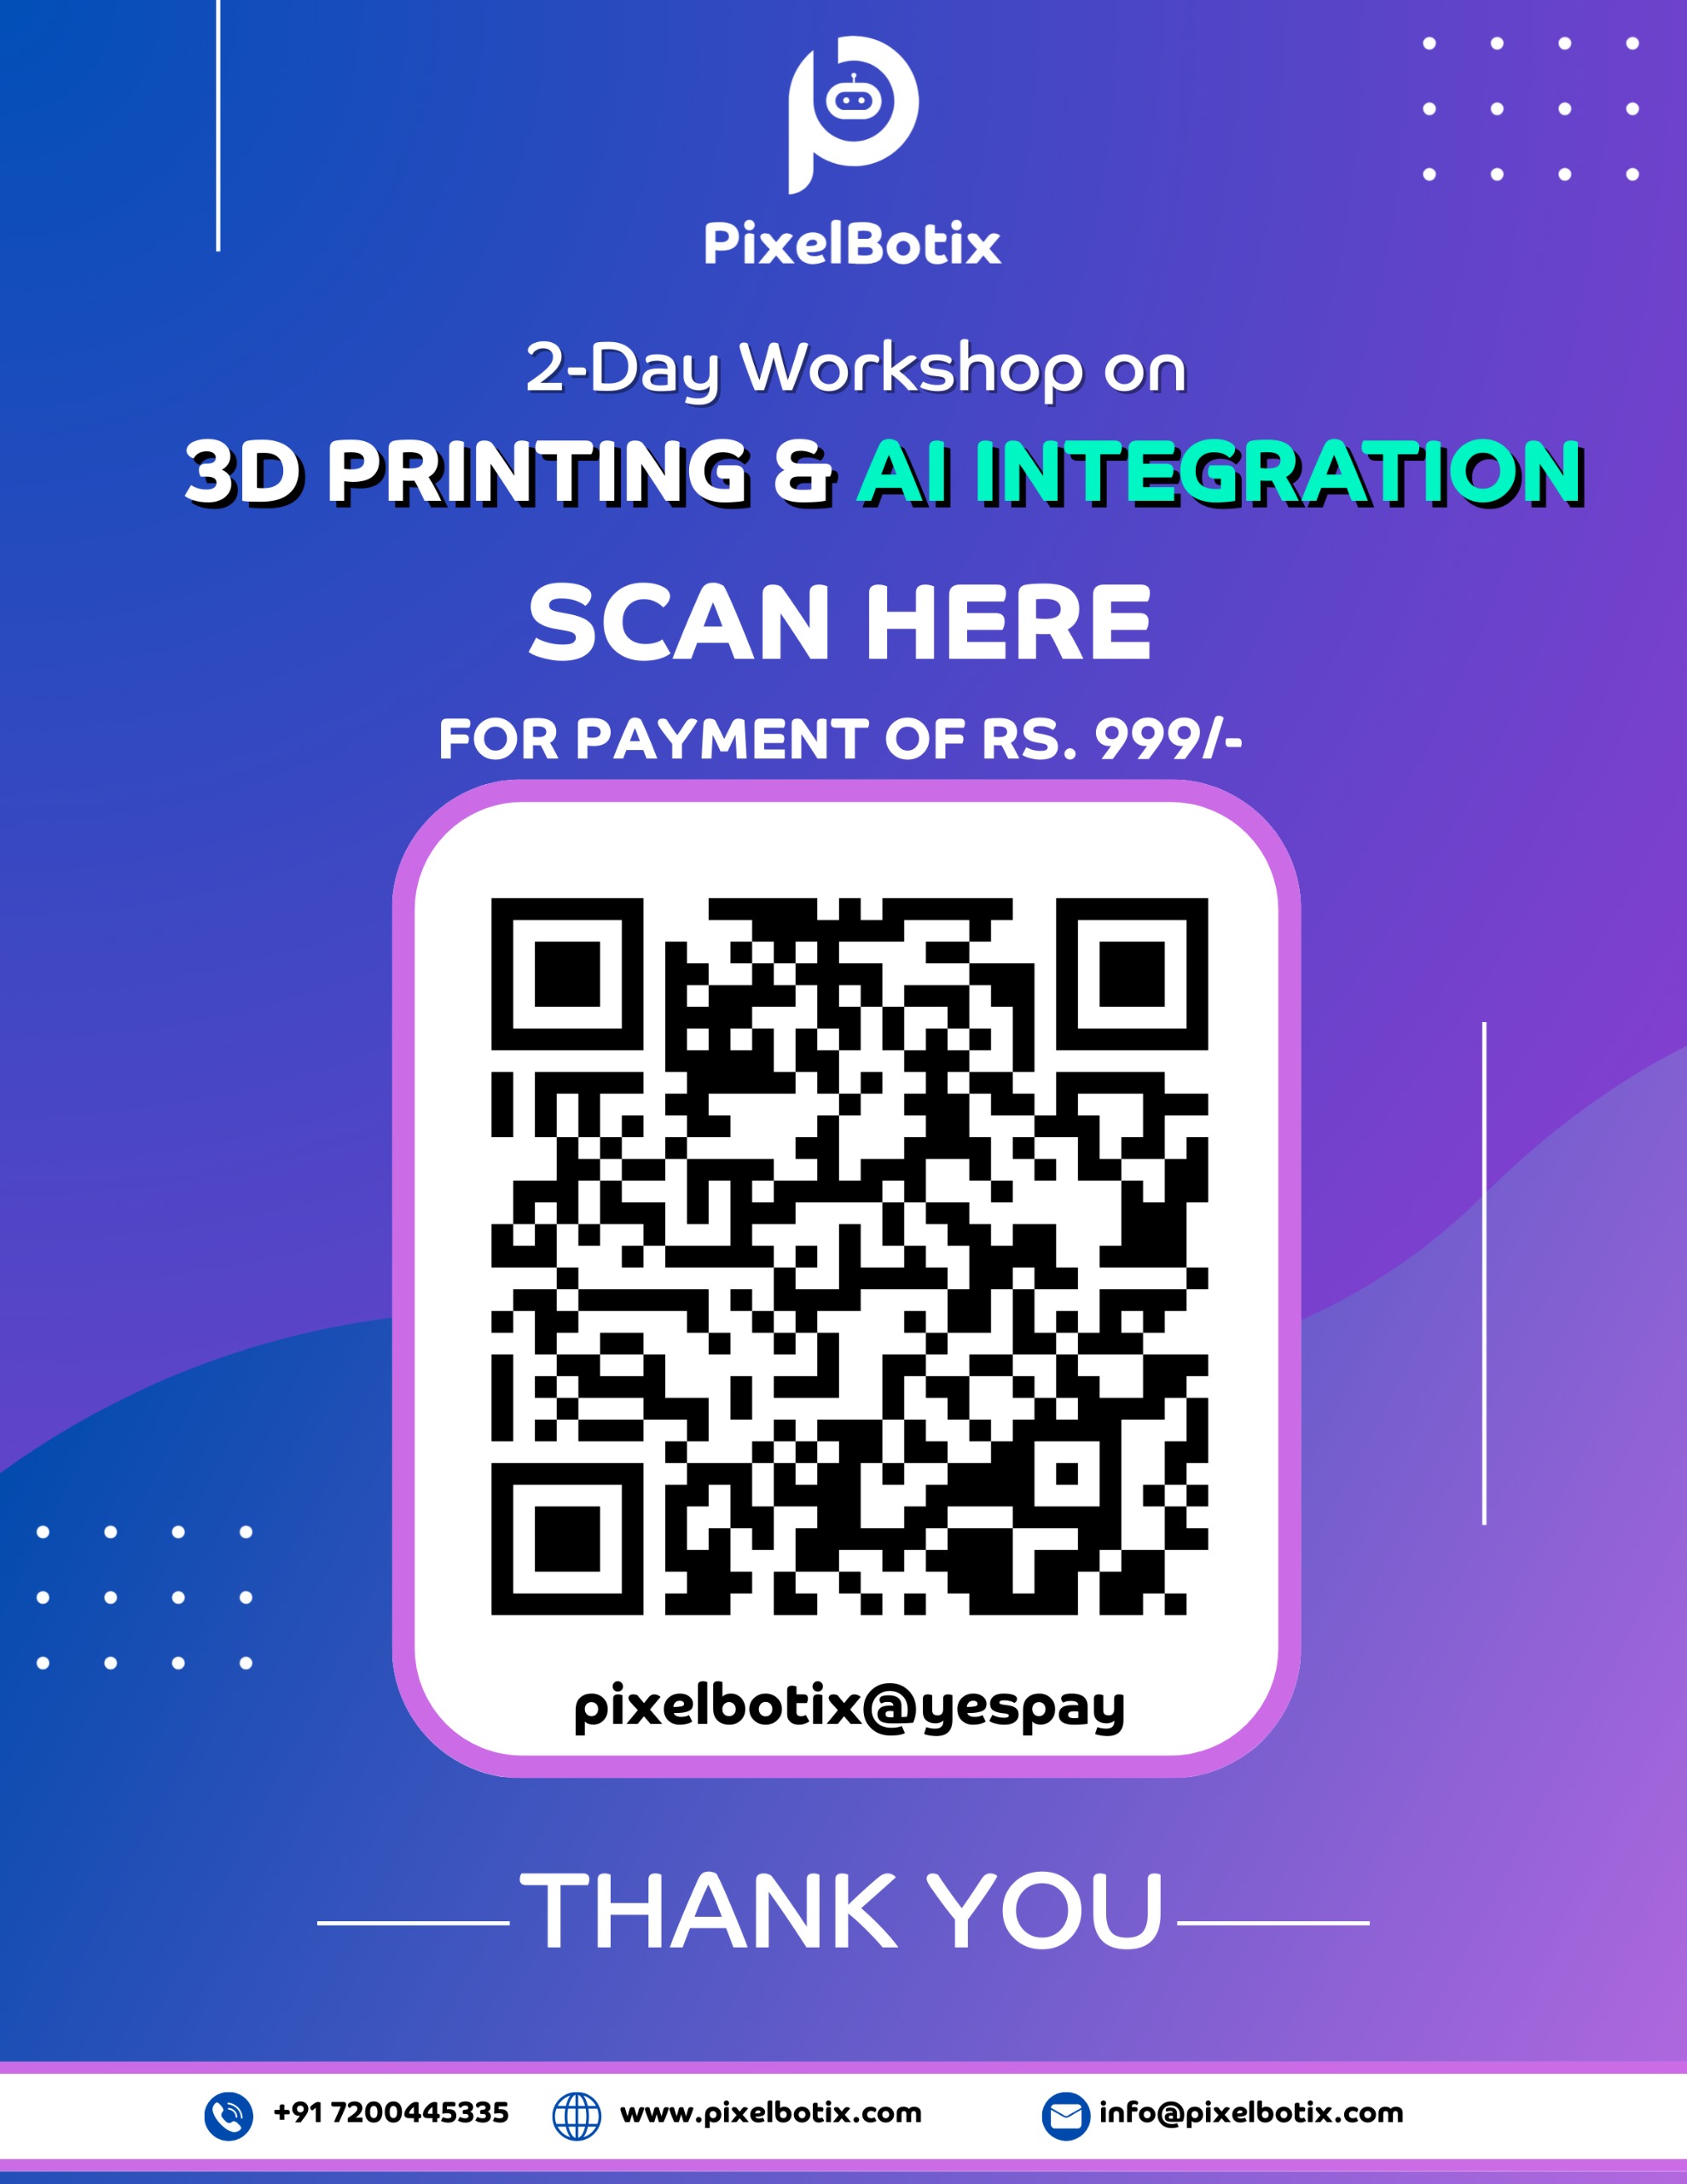 PixelBotix
2-Day Workshop on
3D PRINTING & AI INTEGRATION
SCAN HERE
FOR PAYMENT OF RS. 999/-
pixelbotix@yespay
THANK YOU
+91 7200445335 www.pixelbotix.com info@pixelbotix.com